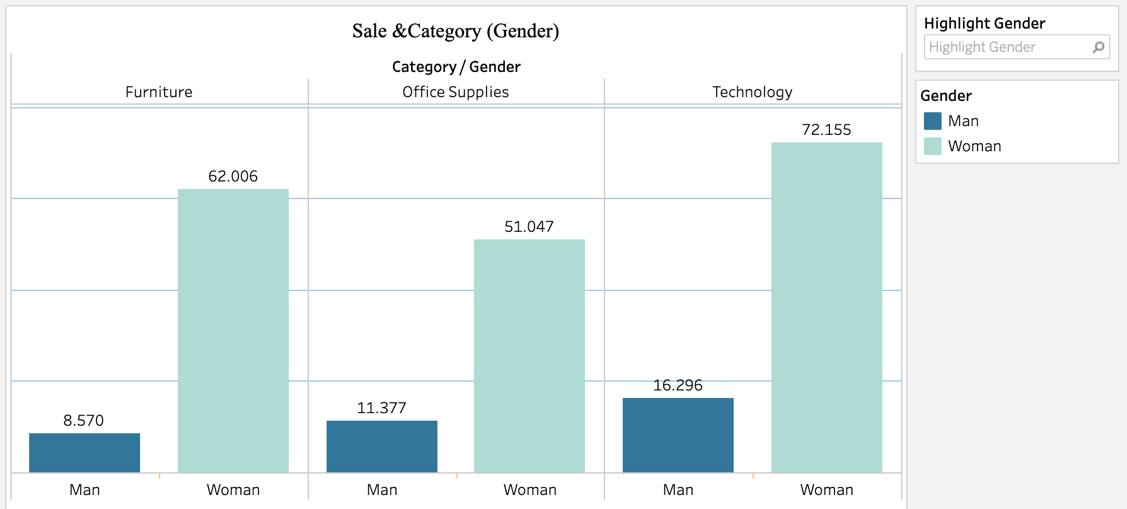 Sale &Category (Gender)
Category / Gender
Furniture
Office Supplies
Technology
8.570
62.006
11.377
51.047
16.296
72.155
Man
Woman
Man
Woman
Man
Woman
Highlight Gender
Highlight Gender
Gender
Man
Woman